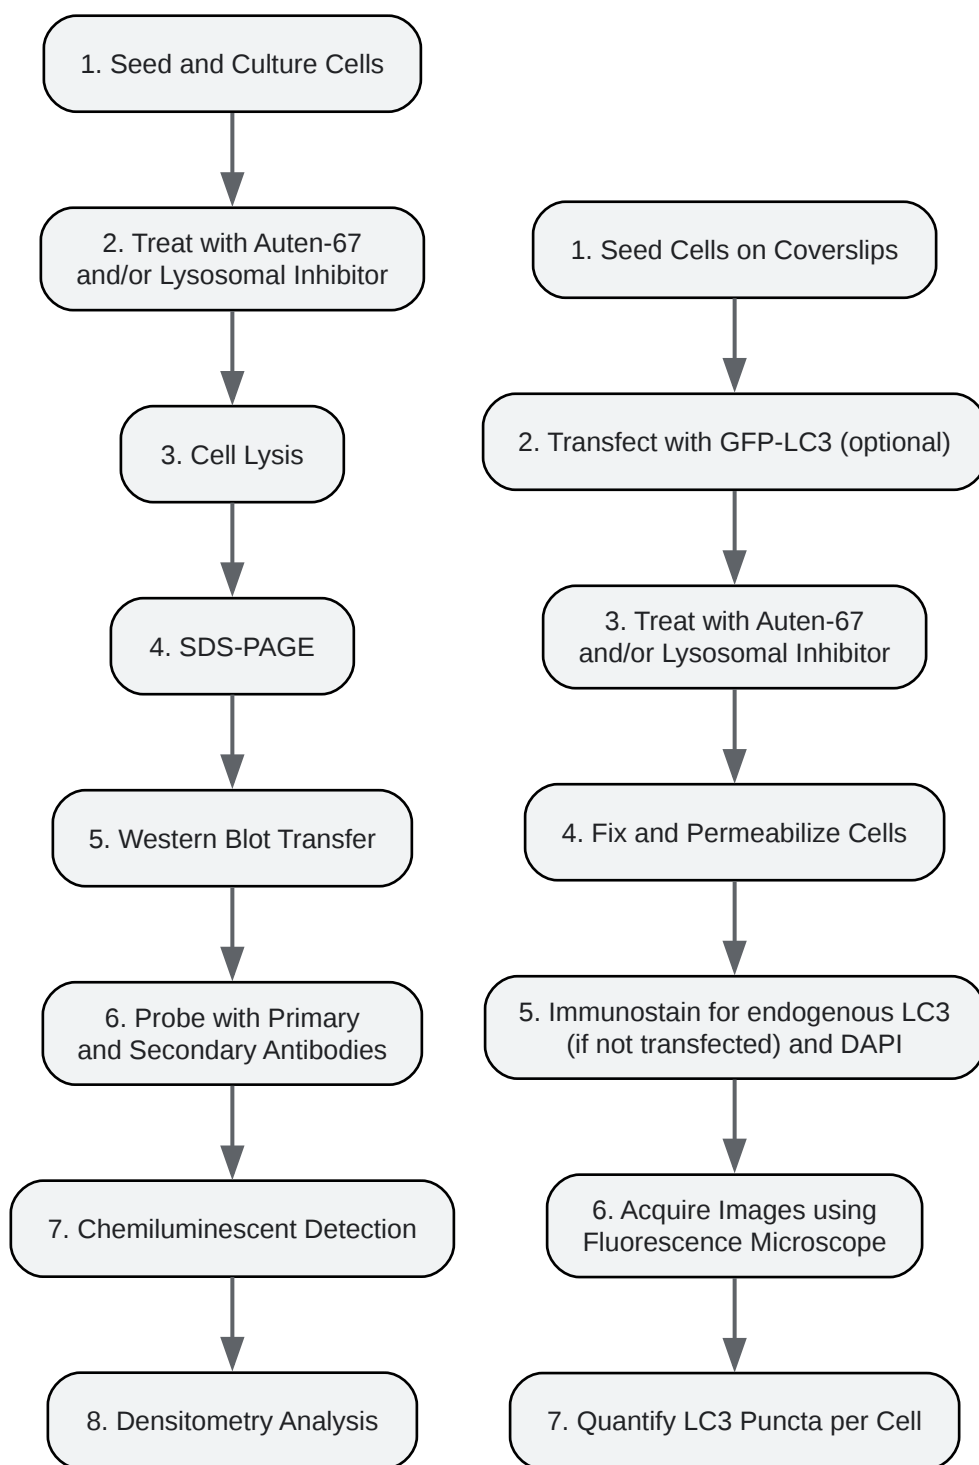 1. Seed and Culture Cells
2. Treat with Auten-67
and/or Lysosomal Inhibitor
3. Cell Lysis
4. SDS-PAGE
5. Western Blot Transfer
6. Probe with Primary
and Secondary Antibodies
7. Chemiluminescent Detection
8. Densitometry Analysis
1. Seed Cells on Coverslips
2. Transfect with GFP-LC3 (optional)
3. Treat with Auten-67
and/or Lysosomal Inhibitor
4. Fix and Permeabilize Cells
5. Immunostain for endogenous LC3
(if not transfected) and DAPI
6. Acquire Images using
Fluorescence Microscope
7. Quantify LC3 Puncta per Cell